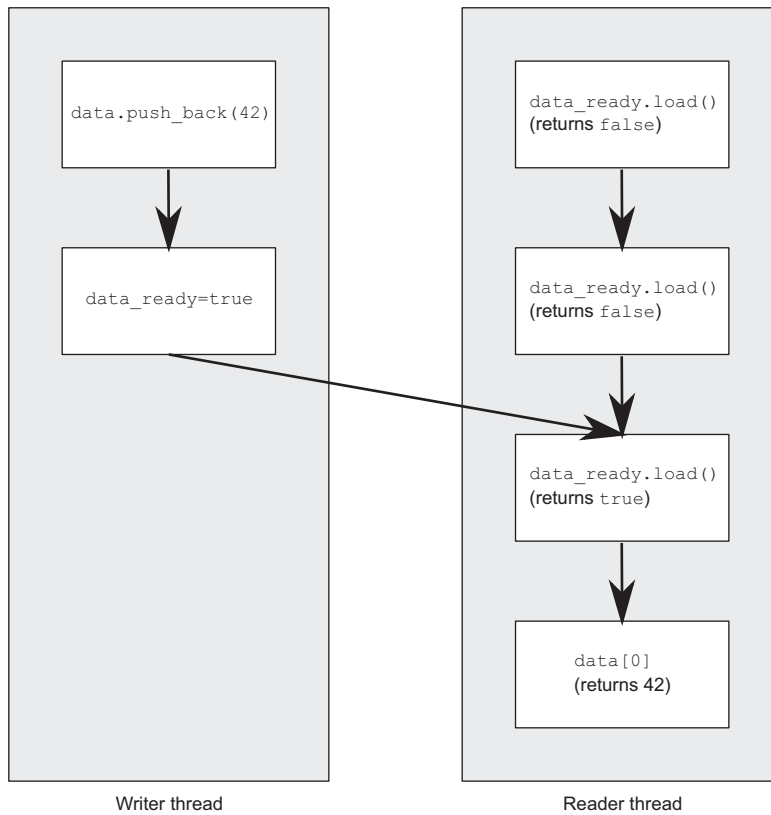 data.push_back(42)
data_ready=true
Writer thread
data_ready.load()
(returns false)
data_ready.load()
(returns false)
data_ready.load()
(returns true)
data[0]
(returns 42)
Reader thread